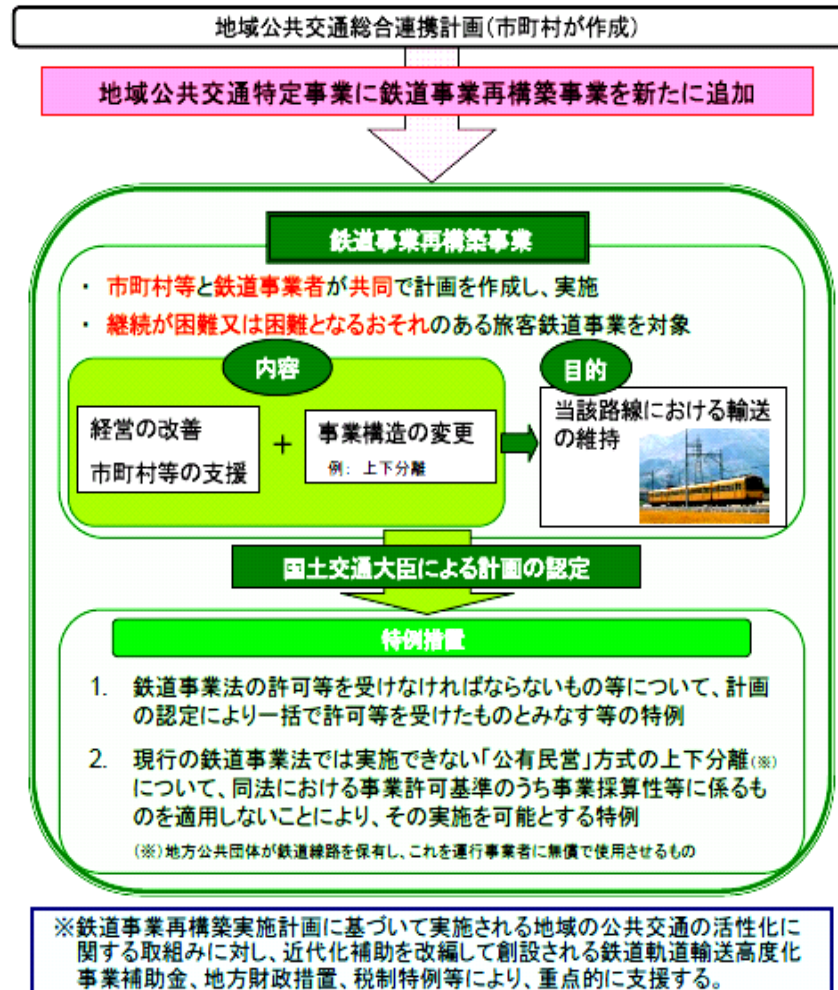 地域公共交通総合連携計画(市町村が作成)
地域公共交通特定事業に鉄道事業再構築事業を新たに追加
鉄道事業再構築事業
・ 市町村等と鉄道事業者が共同で計画を作成し、実施
・ 継続が困難又は困難となるおそれのある旅客鉄道事業を対象
内容
経営の改善
市町村等の支援
+
事業構造の変更
例: 上下分離
目的
当該路線における輸送
の維持
国土交通大臣による計画の認定
特例措置
1. 鉄道事業法の許可等を受けなければならないもの等について、計画
の認定により一括で許可等を受けたものとみなす等の特例
2. 現行の鉄道事業法では実施できない「公有民営」方式の上下分離(※)
について、同法における事業許可基準のうち事業採算性等に係るも
のを適用しないことにより、その実施を可能とする特例
(※)地方公共団体が鉄道線路を保有し、これを運行事業者に無償で使用させるもの
※鉄道事業再構築実施計画に基づいて実施される地域の公共交通の活性化に
関する取組みに対し、近代化補助を改編して創設される鉄道軌道輸送高度化
事業補助金、地方財政措置、税制特例等により、重点的に支援する。